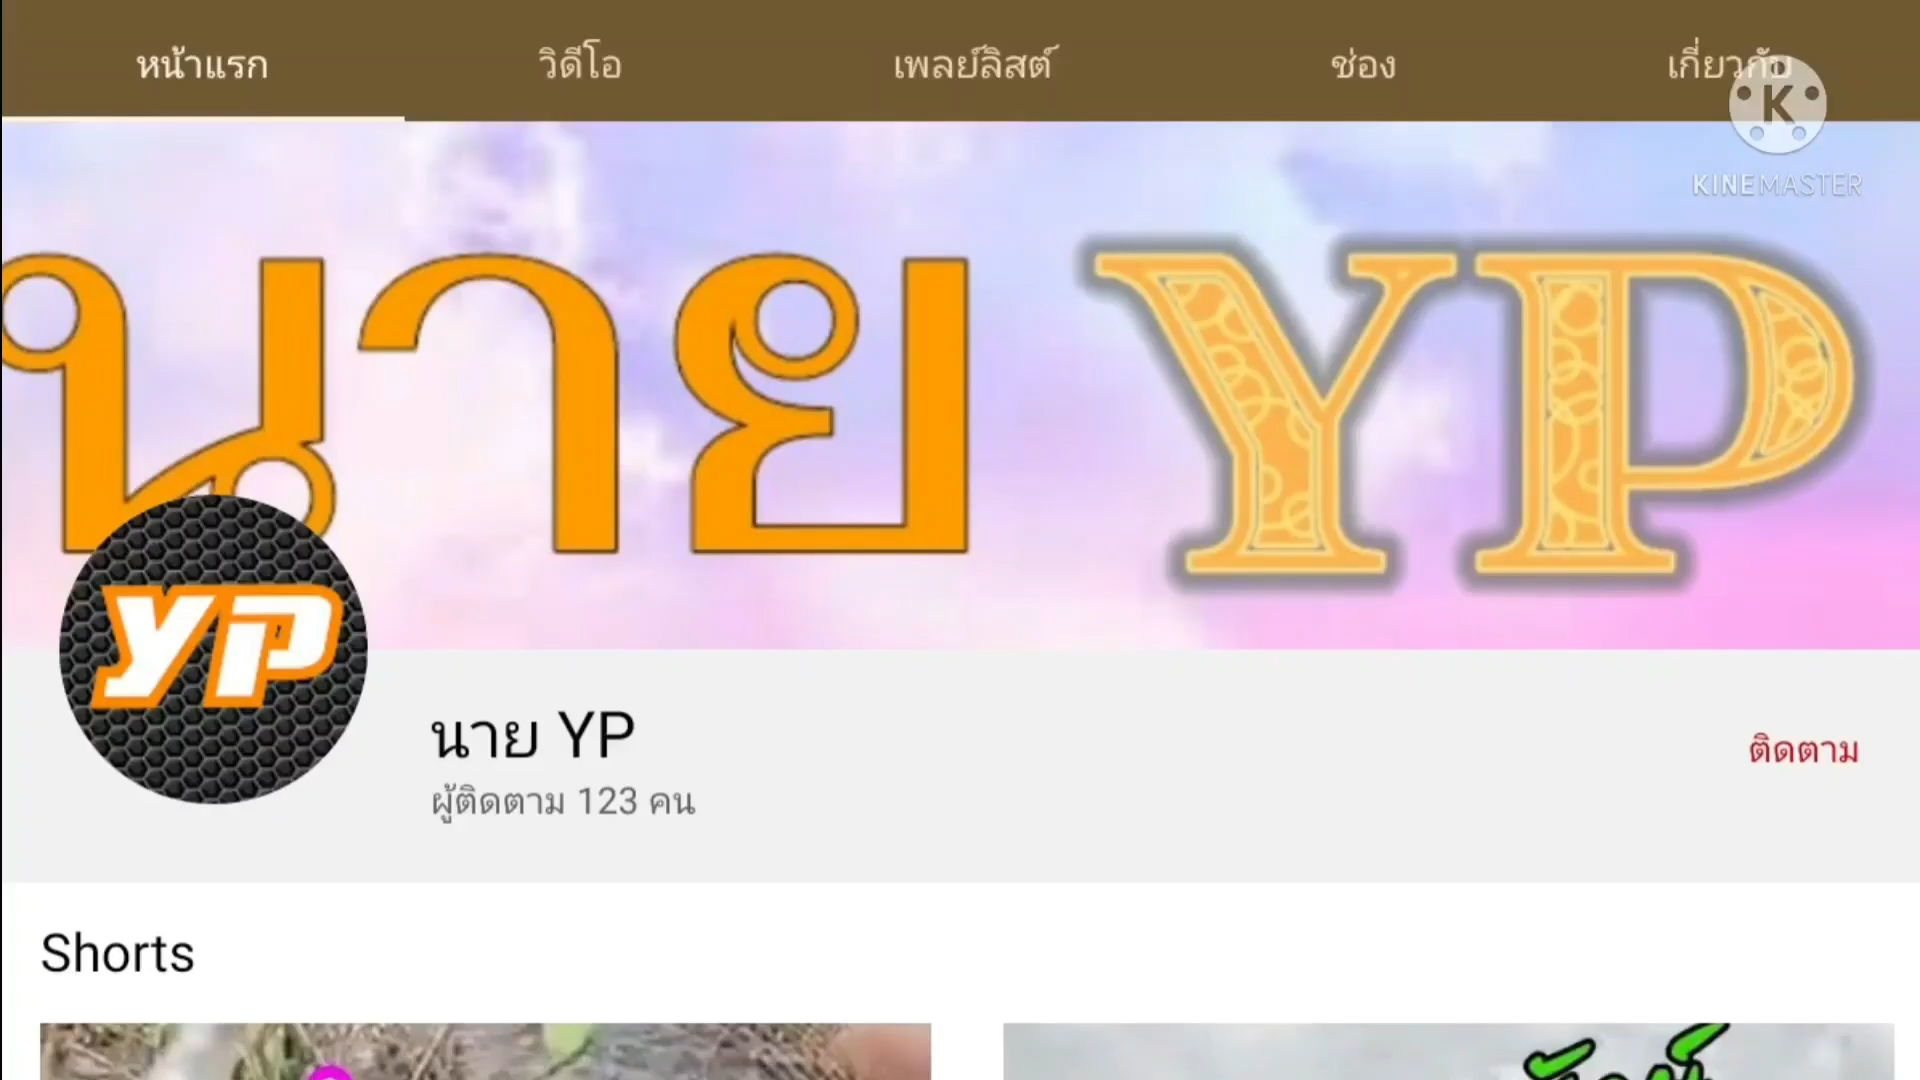 หน้าแรก
วิดีโอ
เพลย์ลิสต์
ช่อง
เกี่ยวกับ
K
KINEMASTER
นาย YP
YP
นาย YP
ติดตาม
ผู้ติดตาม 123 คน
Shorts